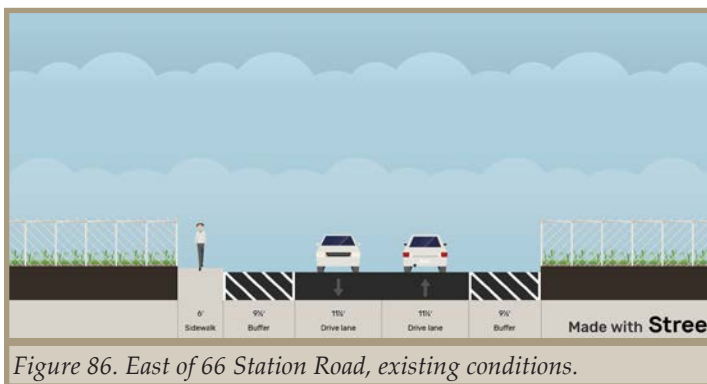 6' 9½' 11½' 11½' 9½'
Sidewalk Buffer Drive lane Drive lane Buffer
Made with Stree
Figure 86. East of 66 Station Road, existing conditions.